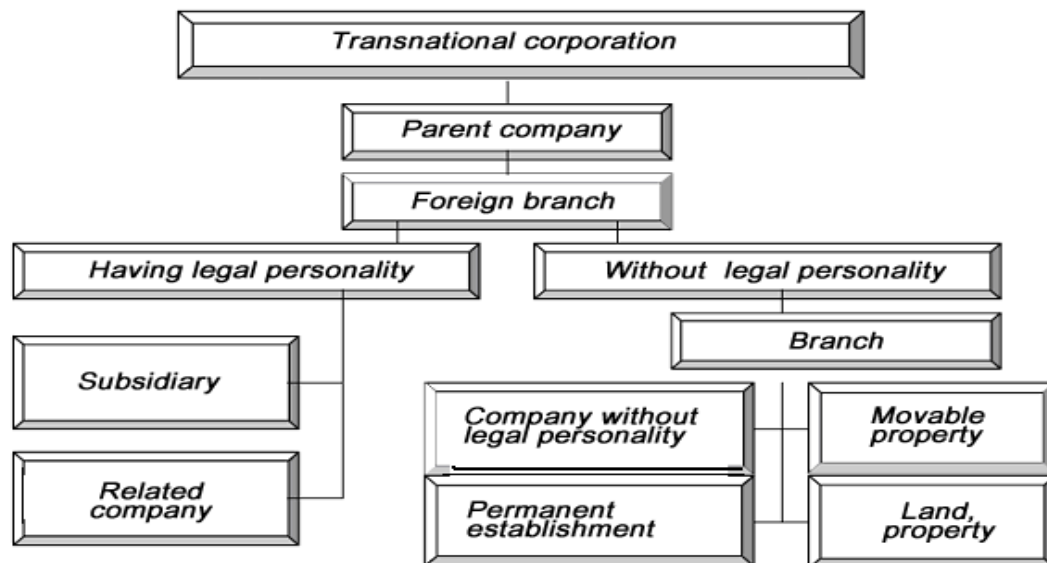 Transnational corporation
Parent company
Foreign branch
Having legal personality
Without legal personality
Branch
Subsidiary
Company without
legal personality
Movable
property
Related
company
Permanent
establishment
Land,
property